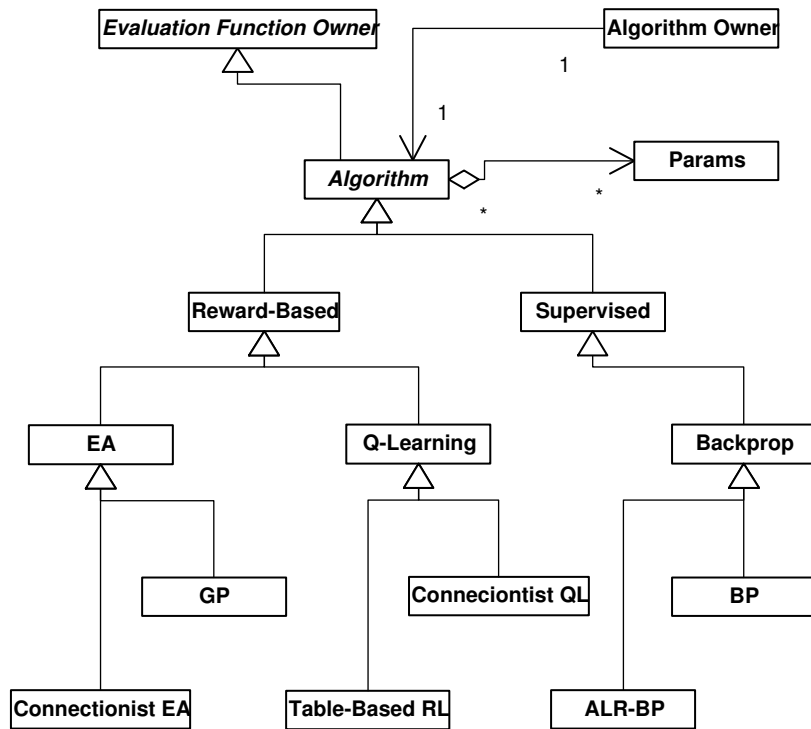 Evaluation Function Owner
Algorithm Owner
1
1
Algorithm
Params
*
*
Reward-Based
Supervised
EA
Q-Learning
Backprop
GP
Conneciontist QL
BP
Connectionist EA
Table-Based RL
ALR-BP